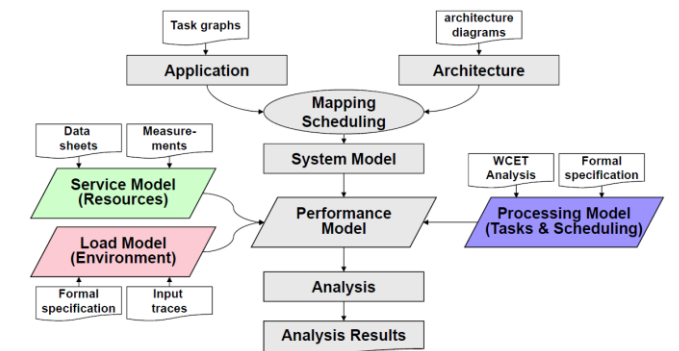 Task graphs
architecture
diagrams
Application
Architecture
Mapping
Scheduling
Data
sheets
Measure-
ments
System Model
WCET
Analysis
Formal
specification
Service Model
(Resources)
Performance
Model
Processing Model
(Tasks & Scheduling)
Load Model
(Environment)
Formal
specification
Input
traces
Analysis
Analysis Results